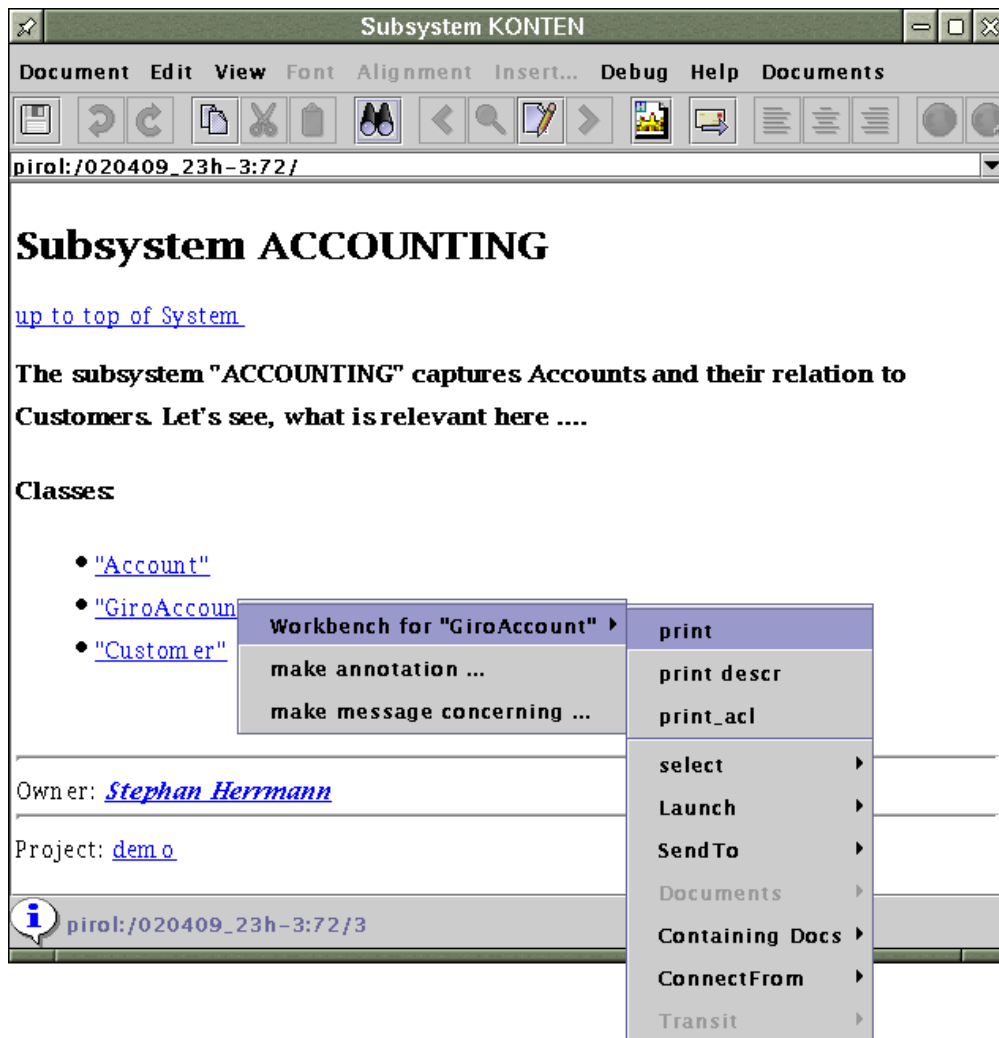 Subsystem KONTEN
Document Edit View Font Alignment Insert... Debug Help Documents
pirol:/020409_23h-3:72/
Subsystem ACCOUNTING
up to top of System
The subsystem "ACCOUNTING" captures Accounts and their relation to
Customers. Let's see, what is relevant here ....
Classes:
"Account"
"GiroAccoun
"Customer"
Workbench for "GiroAccount"
make annotation ...
make message concerning ...
print
print descr
print_acl
select
Launch
SendTo
Documents
Containing Docs
ConnectFrom
Transit
Owner: Stephan Herrmann
Project: demo
pirol:/020409_23h-3:72/3